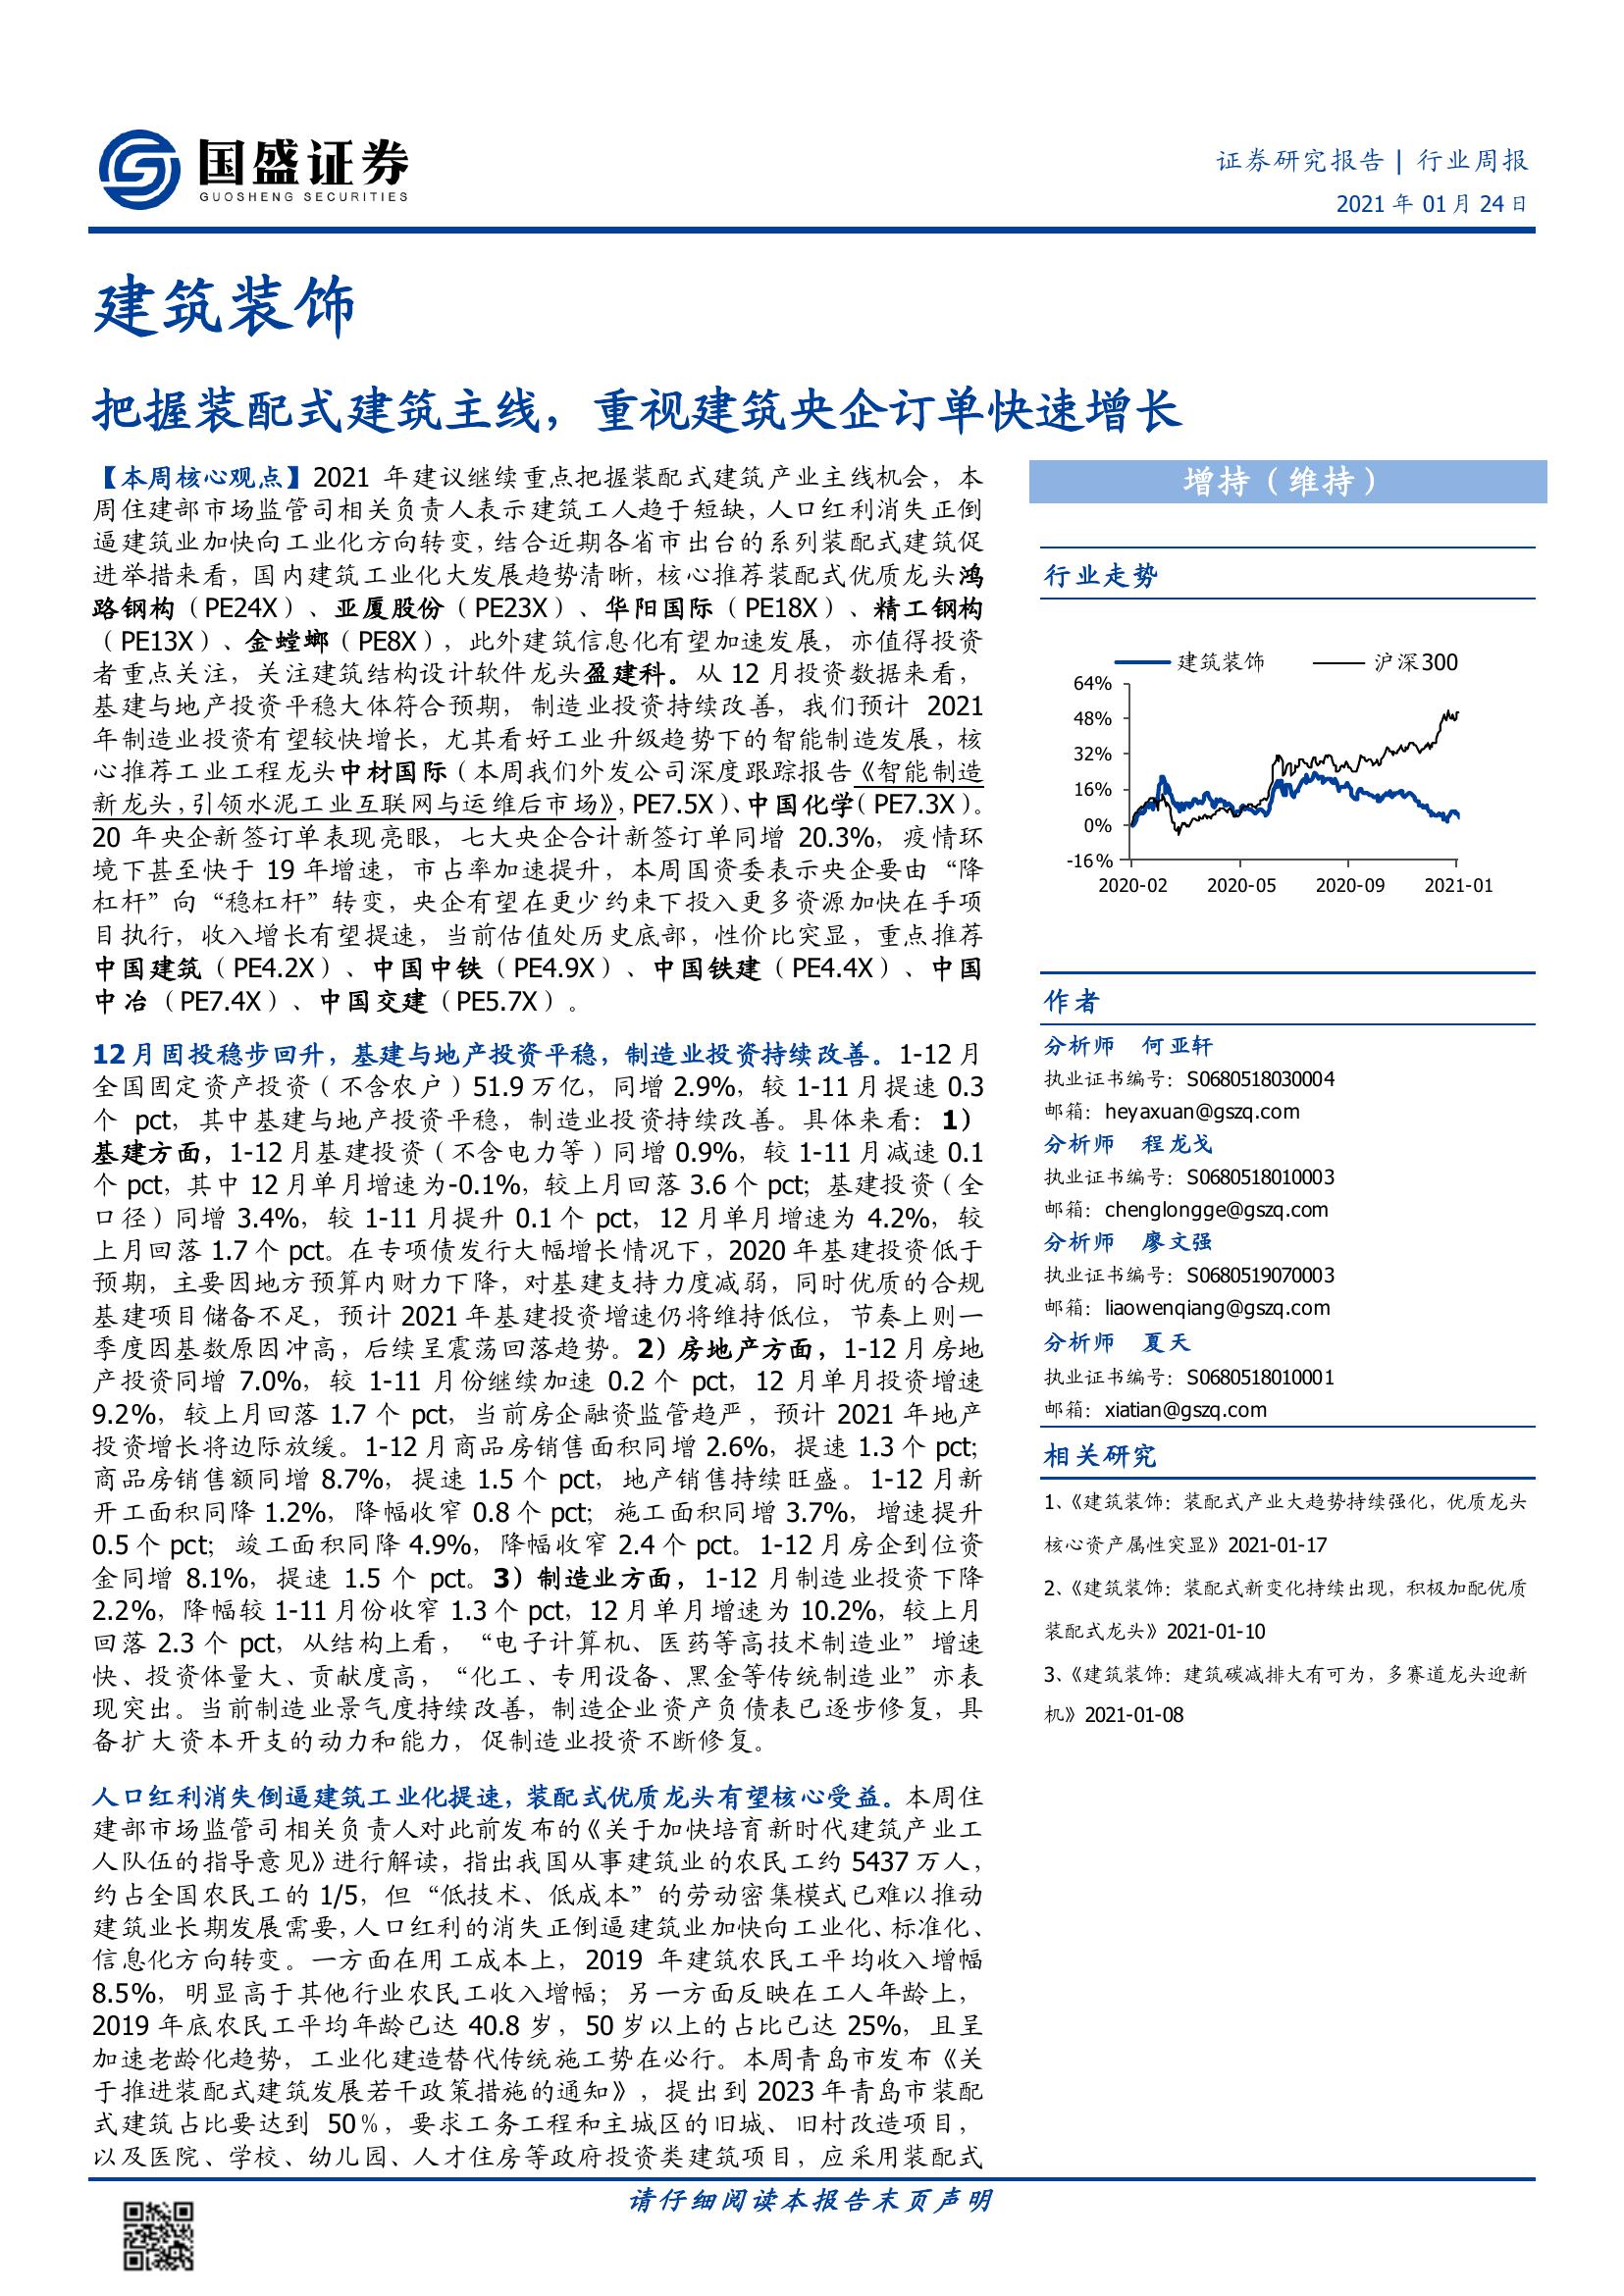 国盛证券
GUOSHENG SECURITIES
证券研究报告 | 行业周报
2021 年 01 月 24 日
建筑装饰
把握装配式建筑主线，重视建筑央企订单快速增长
【本周核心观点】2021 年建议继续重点把握装配式建筑产业主线机会，本
周住建部市场监管司相关负责人表示建筑工人趋于短缺，人口红利消失正倒
逼建筑业加快向工业化方向转变，结合近期各省市出台的系列装配式建筑促
进举措来看，国内建筑工业化大发展趋势清晰，核心推荐装配式优质龙头鸿
路钢构（PE24X）、亚厦股份（PE23X）、华阳国际（PE18X）、精工钢构
（PE13X）、金螳螂（PE8X），此外建筑信息化有望加速发展，亦值得投资
者重点关注，关注建筑结构设计软件龙头盈建科。从 12 月投资数据来看，
基建与地产投资平稳大体符合预期，制造业投资持续改善，我们预计 2021
年制造业投资有望较快增长，尤其看好工业升级趋势下的智能制造发展，核
心推荐工业工程龙头中材国际（本周我们外发公司深度跟踪报告《智能制造
新龙头，引领水泥工业互联网与运维后市场》，PE7.5X）、中国化学（PE7.3X）。
20 年央企新签订单表现亮眼，七大央企合计新签订单同增 20.3%，疫情环
境下甚至快于 19 年增速，市占率加速提升，本周国资委表示央企要由“降
杠杆”向“稳杠杆”转变，央企有望在更少约束下投入更多资源加快在手项
目执行，收入增长有望提速，当前估值处历史底部，性价比突显，重点推荐
中国建筑（PE4.2X）、中国中铁（PE4.9X）、中国铁建（PE4.4X）、中国
中冶（PE7.4X）、中国交建（PE5.7X）。
12 月固投稳步回升，基建与地产投资平稳，制造业投资持续改善。1-12 月
全国固定资产投资（不含农户）51.9 万亿，同增 2.9%，较 1-11 月提速 0.3
个 pct，其中基建与地产投资平稳，制造业投资持续改善。具体来看：1）
基建方面，1-12 月基建投资（不含电力等）同增 0.9%，较 1-11 月减速 0.1
个 pct，其中 12 月单月增速为-0.1%，较上月回落 3.6 个 pct；基建投资（全
口径）同增 3.4%，较 1-11 月提升 0.1 个 pct，12 月单月增速为 4.2%，较
上月回落 1.7 个 pct。在专项债发行大幅增长情况下，2020 年基建投资低于
预期，主要因地方预算内财力下降，对基建支持力度减弱，同时优质的合规
基建项目储备不足，预计 2021 年基建投资增速仍将维持低位，节奏上则一
季度因基数原因冲高，后续呈震荡回落趋势。2）房地产方面，1-12 月房地
产投资同增 7.0%，较 1-11 月份继续加速 0.2 个 pct，12 月单月投资增速
9.2%，较上月回落 1.7 个 pct，当前房企融资监管趋严，预计 2021 年地产
投资增长将边际放缓。1-12 月商品房销售面积同增 2.6%，提速 1.3 个 pct；
商品房销售额同增 8.7%，提速 1.5 个 pct，地产销售持续旺盛。1-12 月新
开工面积同降 1.2%，降幅收窄 0.8 个 pct；施工面积同增 3.7%，增速提升
0.5 个 pct；竣工面积同降 4.9%，降幅收窄 2.4 个 pct。1-12 月房企到位资
金同增 8.1%，提速 1.5 个 pct。3）制造业方面，1-12 月制造业投资下降
2.2%，降幅较 1-11 月份收窄 1.3 个 pct，12 月单月增速为 10.2%，较上月
回落 2.3 个 pct，从结构上看，“电子计算机、医药等高技术制造业”增速
快、投资体量大、贡献度高，“化工、专用设备、黑金等传统制造业”亦表
现突出。当前制造业景气度持续改善，制造企业资产负债表已逐步修复，具
备扩大资本开支的动力和能力，促制造业投资不断修复。
人口红利消失倒逼建筑工业化提速，装配式优质龙头有望核心受益。本周住
建部市场监管司相关负责人对此前发布的《关于加快培育新时代建筑产业工
人队伍的指导意见》进行解读，指出我国从事建筑业的农民工约 5437 万人，
约占全国农民工的 1/5，但“低技术、低成本”的劳动密集模式已难以推动
建筑业长期发展需要，人口红利的消失正倒逼建筑业加快向工业化、标准化、
信息化方向转变。一方面在用工成本上，2019 年建筑农民工平均收入增幅
8.5%，明显高于其他行业农民工收入增幅；另一方面反映在工人年龄上，
2019 年底农民工平均年龄已达 40.8 岁，50 岁以上的占比已达 25%，且呈
加速老龄化趋势，工业化建造替代传统施工势在必行。本周青岛市发布《关
于推进装配式建筑发展若干政策措施的通知》，提出到 2023 年青岛市装配
式建筑占比要达到 50%，要求工务工程和主城区的旧城、旧村改造项目，
以及医院、学校、幼儿园、人才住房等政府投资类建筑项目，应采用装配式
增持（维持）
行业走势
建筑装饰 沪深300
64%
48%
32%
16%
0%
-16%
2020-02 2020-05 2020-09 2021-01
作者
分析师 何亚轩
执业证书编号：S0680518030004
邮箱：heyaxuan@gszq.com
分析师 程龙戈
执业证书编号：S0680518010003
邮箱：chenglongge@gszq.com
分析师 廖文强
执业证书编号：S0680519070003
邮箱：liaowenqiang@gszq.com
分析师 夏天
执业证书编号：S0680518010001
邮箱：xiatian@gszq.com
相关研究
1、《建筑装饰：装配式产业大趋势持续强化，优质龙头
核心资产属性突显》2021-01-17
2、《建筑装饰：装配式新变化持续出现，积极加配优质
装配式龙头》2021-01-10
3、《建筑装饰：建筑碳减排大有可为，多赛道龙头迎新
机》2021-01-08
请仔细阅读本报告末页声明